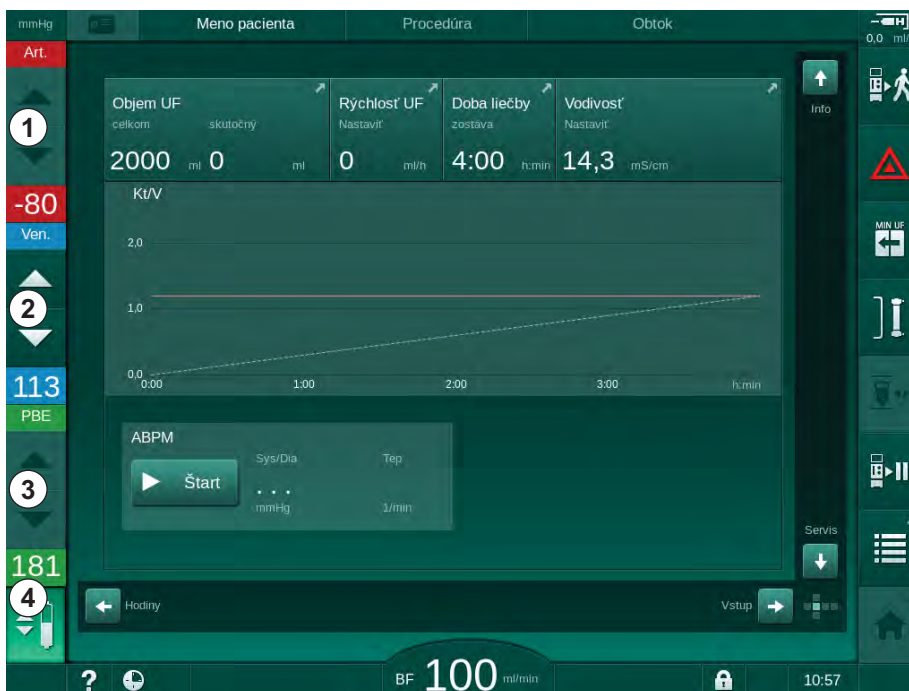 mmHg
Meno pacienta
Procedúra
Obtok
0,0 ml/
Art.
1
-80
Ven.
2
113
PBE
3
181
4
Objem UF
celkom skutočný
2000 ml 0 ml
Rýchlosť UF
Nastaviť
0 ml/h
Doba liečby
zostáva
4:00 h:min
Vodivosť
Nastaviť
14,3 mS/cm
Info
Kt/V
2,0
1,0
0,0
0:00 1:00 2:00 3:00 h:min
ABPM
Štart
Sys/Dia Tep
. . .
mmHg 1/min
MIN UF
Servis
Hodiny
Vstup
? BF 100 ml/min 10:57